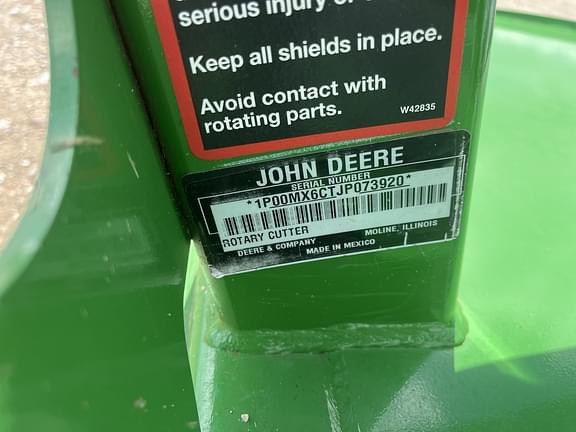 serious injury or
Keep all shields in place.
Avoid contact with
rotating parts.
W42835
JOHN DEERE
SERIAL NUMBER
*1P00MX6CTJP073920*
ROTARY CUTTER
MOLINE, ILLINOIS
DEERE & COMPANY
MADE IN MEXICO